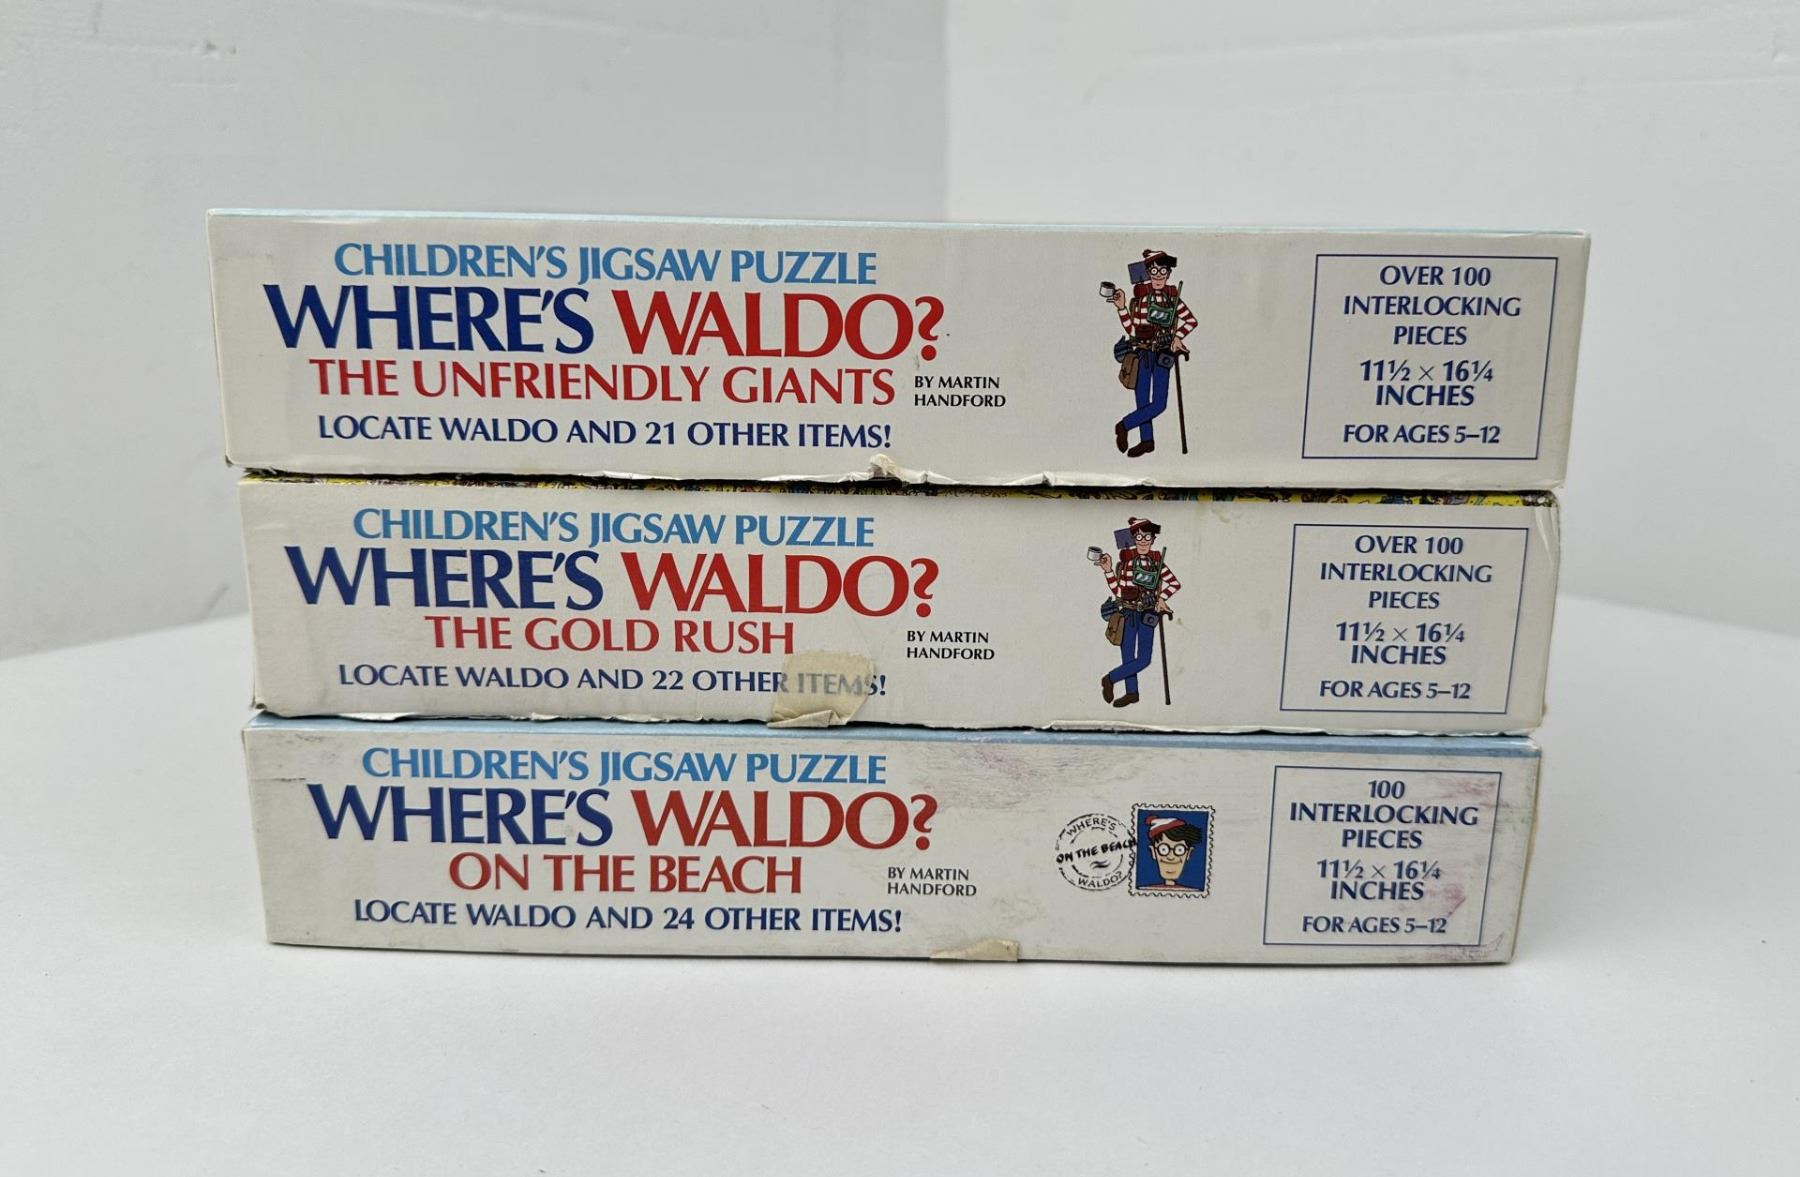 CHILDREN'S JIGSAW PUZZLE
WHERE'S WALDO?
THE UNFRIENDLY GIANTS
BY MARTIN
HANDFORD
LOCATE WALDO AND 21 OTHER ITEMS!
OVER 100
INTERLOCKING
PIECES
11½ × 16¼
INCHES
FOR AGES 5–12
CHILDREN'S JIGSAW PUZZLE
WHERE'S WALDO?
THE GOLD RUSH
BY MARTIN
HANDFORD
LOCATE WALDO AND 22 OTHER ITEMS!
OVER 100
INTERLOCKING
PIECES
11½ × 16¼
INCHES
FOR AGES 5–12
CHILDREN'S JIGSAW PUZZLE
WHERE'S WALDO?
ON THE BEACH
BY MARTIN
HANDFORD
LOCATE WALDO AND 24 OTHER ITEMS!
WHERE'S
ON THE BEACH
WALDO?
100
INTERLOCKING
PIECES
11½ × 16¼
INCHES
FOR AGES 5–12